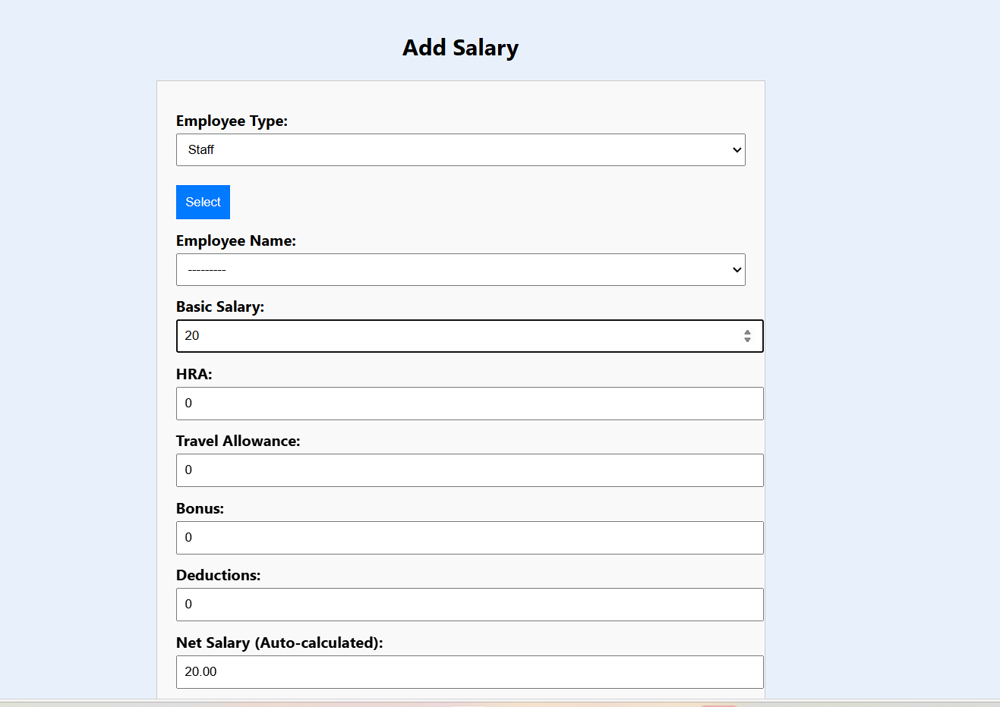 Add Salary
Employee Type:
Staff
Select
Employee Name:
---------
Basic Salary:
20
HRA:
0
Travel Allowance:
0
Bonus:
0
Deductions:
0
Net Salary (Auto-calculated):
20.00